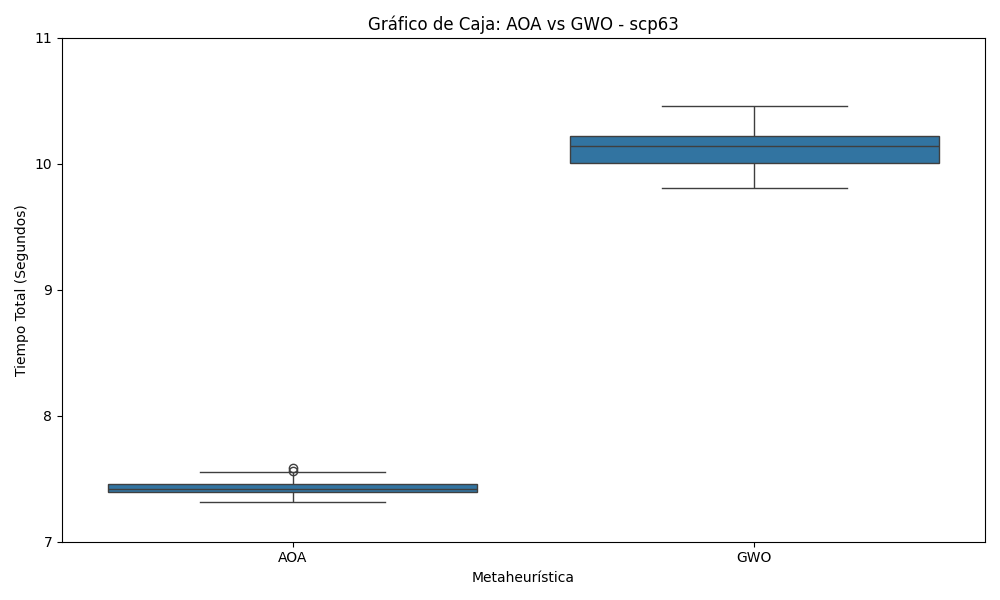 Gráfico de Caja: AOA vs GWO - scp63
Tiempo Total (Segundos)
11
10
9
8
7
AOA
GWO
Metaheurística